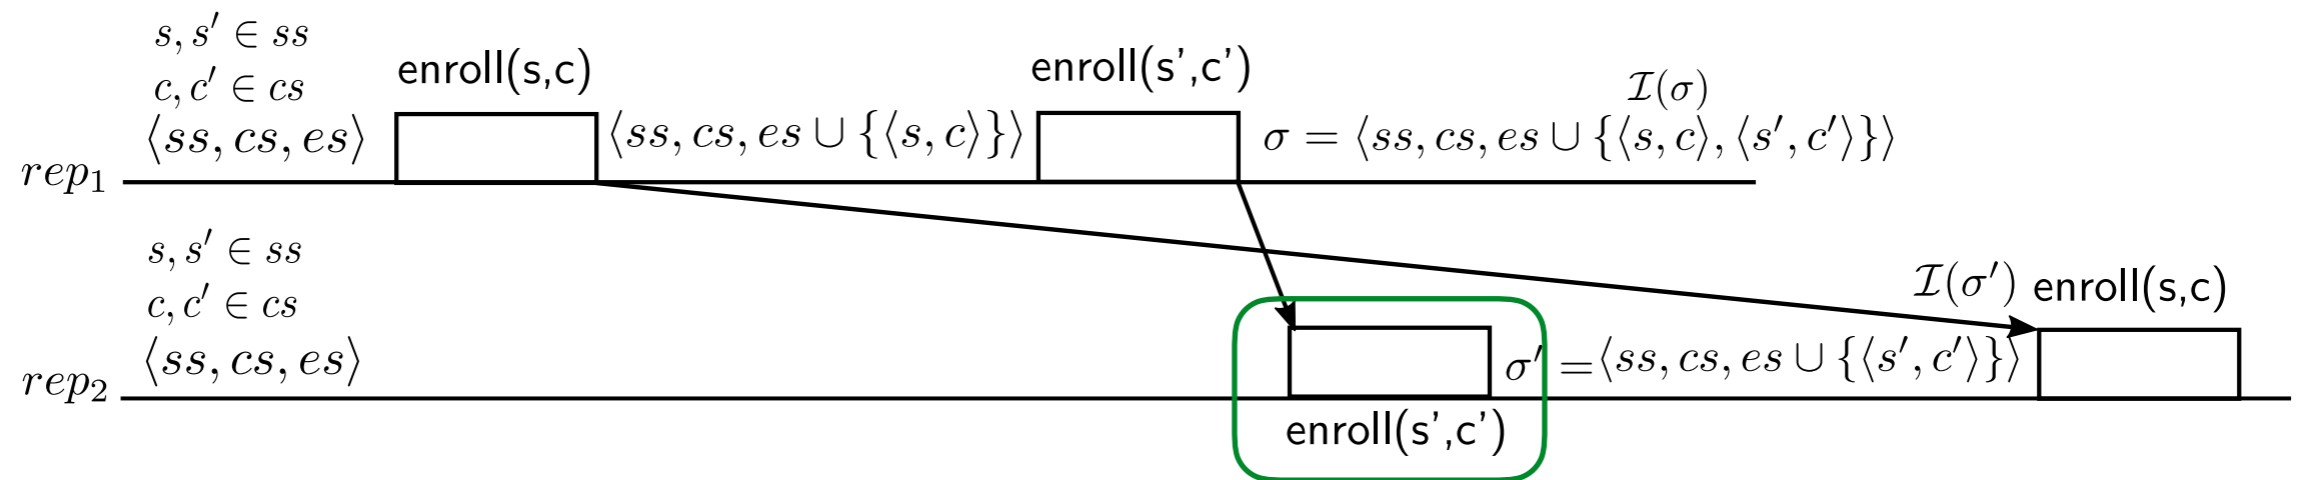 s, s′ ∈ ss
c, c′ ∈ cs
enroll(s,c)
enroll(s',c')
ℐ(σ)
⟨ss, cs, es⟩
⟨ss, cs, es ∪ {⟨s, c⟩}⟩
σ = ⟨ss, cs, es ∪ {⟨s, c⟩, ⟨s′, c′⟩}⟩
rep₁
s, s′ ∈ ss
c, c′ ∈ cs
ℐ(σ′) enroll(s,c)
⟨ss, cs, es⟩
σ′ =⟨ss, cs, es ∪ {⟨s′, c′⟩}⟩
rep₂
enroll(s',c')